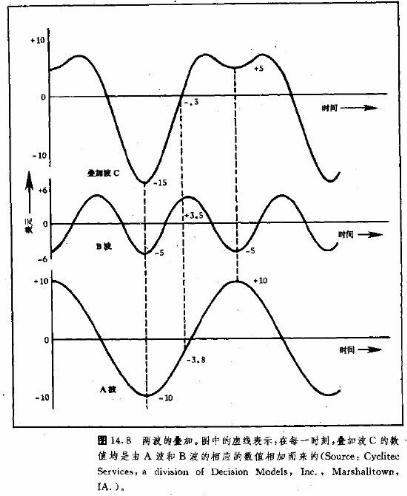 +10
+5
0
-.3
时间
-10
叠加波 C
-15
+6
+3.5
0
时间
美元
B 波
-5
-5
-6
+10
+10
0
时间
-3.8
A 波
-10
-10
图 14.8 两波的叠加。图中的虚线表示,在每一时刻,叠加波 C 的数
值均是由 A 波和 B 波的相应的数值相加而来的(Source: Cyclitec
Services, a division of Decision Models, Inc., Marshalltown,
IA.)。